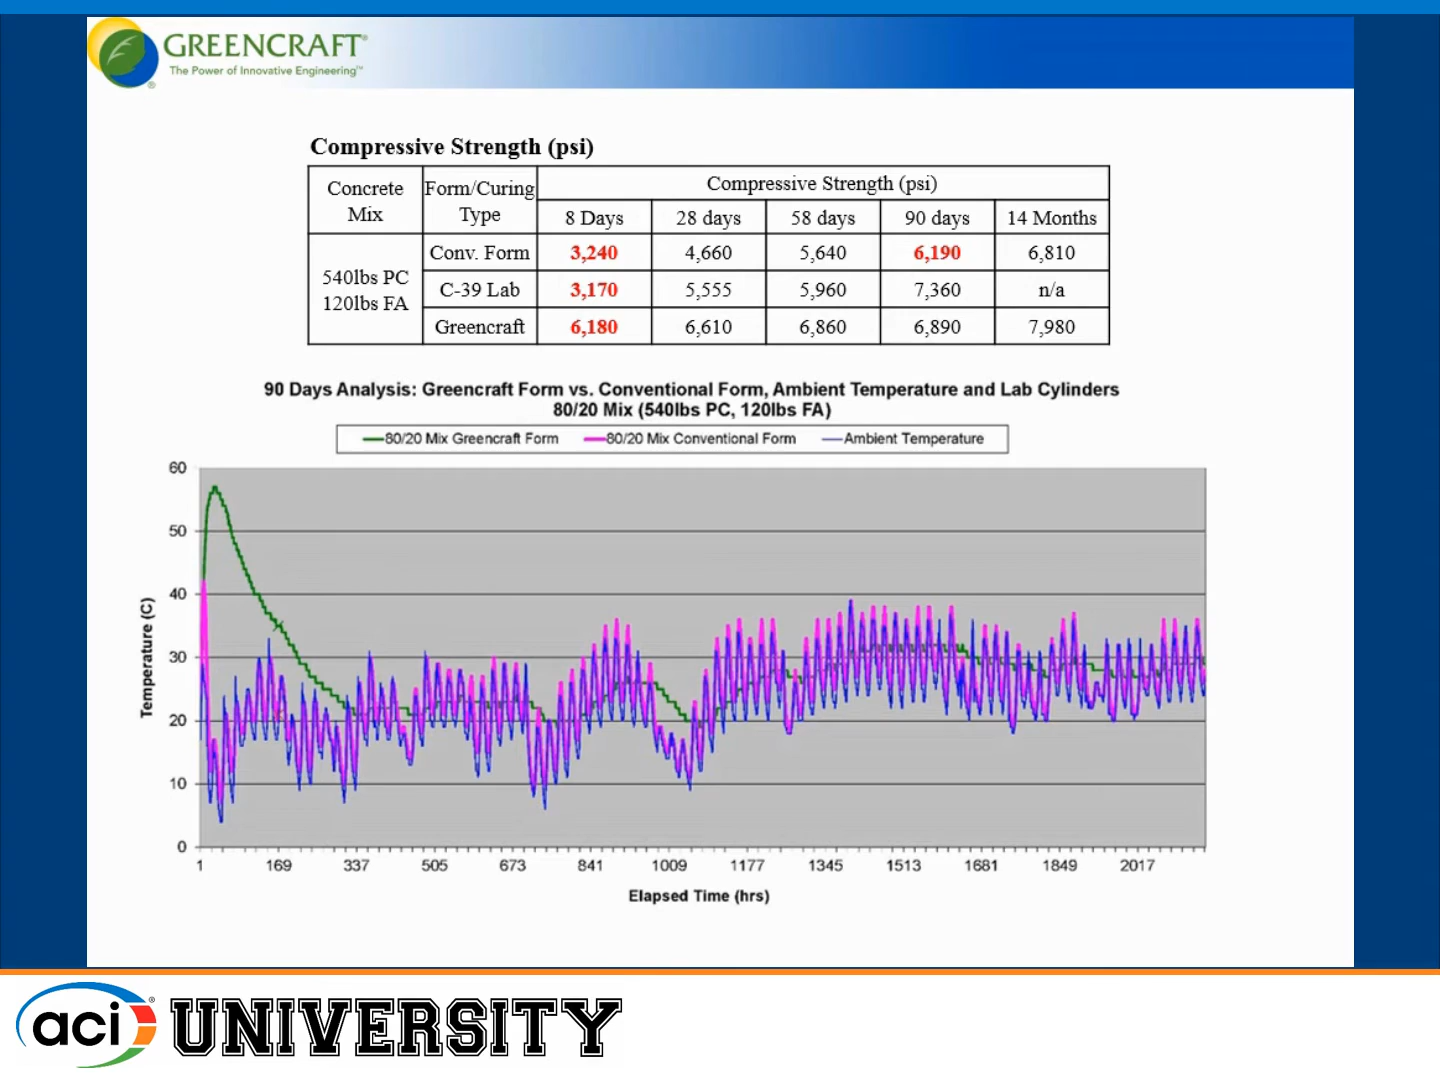 GREENCRAFT®
The Power of Innovative Engineering™
®
Compressive Strength (psi)
Concrete Mix
Form/Curing Type
Compressive Strength (psi)
8 Days 28 days 58 days 90 days 14 Months
540lbs PC
120lbs FA
Conv. Form 3,240 4,660 5,640 6,190 6,810
C-39 Lab 3,170 5,555 5,960 7,360 n/a
Greencraft 6,180 6,610 6,860 6,890 7,980
90 Days Analysis: Greencraft Form vs. Conventional Form, Ambient Temperature and Lab Cylinders
80/20 Mix (540lbs PC, 120lbs FA)
80/20 Mix Greencraft Form 80/20 Mix Conventional Form Ambient Temperature
60
50
40
30
20
10
0
Temperature (C)
1 169 337 505 673 841 1009 1177 1345 1513 1681 1849 2017
Elapsed Time (hrs)
aci® UNIVERSITY